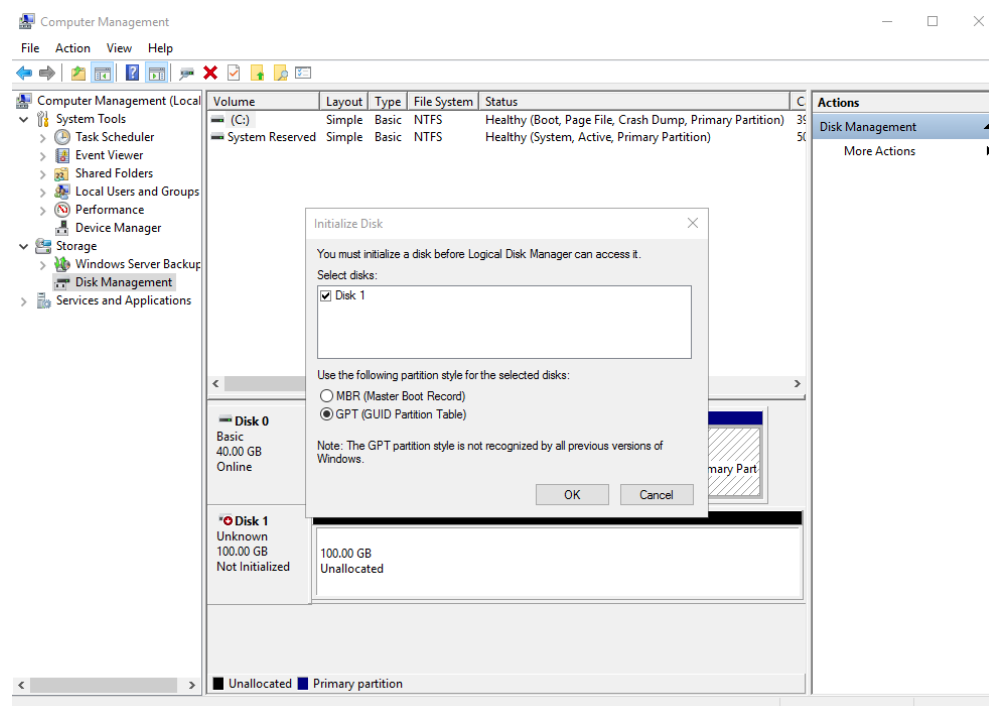 Computer Management
File Action View Help
Computer Management (Local
System Tools
Task Scheduler
Event Viewer
Shared Folders
Local Users and Groups
Performance
Device Manager
Storage
Windows Server Backup
Disk Management
Services and Applications
Volume Layout Type File System Status C
(C:) Simple Basic NTFS Healthy (Boot, Page File, Crash Dump, Primary Partition) 39
System Reserved Simple Basic NTFS Healthy (System, Active, Primary Partition) 50
Actions
Disk Management
More Actions
Initialize Disk
You must initialize a disk before Logical Disk Manager can access it.
Select disks:
Disk 1
Use the following partition style for the selected disks:
MBR (Master Boot Record)
GPT (GUID Partition Table)
Note: The GPT partition style is not recognized by all previous versions of
Windows.
OK Cancel
Disk 0
Basic
40.00 GB
Online
mary Part
Disk 1
Unknown
100.00 GB
Not Initialized
100.00 GB
Unallocated
Unallocated Primary partition